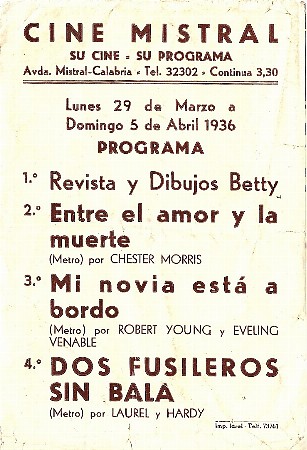 CINE MISTRAL
SU CINE - SU PROGRAMA
Avda. Mistral-Calabria - Tel. 32302 - Continua 3,30
Lunes 29 de Marzo a
Domingo 5 de Abril 1936
PROGRAMA
1.º Revista y Dibujos Betty
2.º Entre el amor y la
muerte
(Metro) por CHESTER MORRIS
3.º Mi novia está a
bordo
(Metro) por ROBERT YOUNG y EVELING
VENABLE
4.º DOS FUSILEROS
SIN BALA
(Metro) por LAUREL y HARDY
Imp.